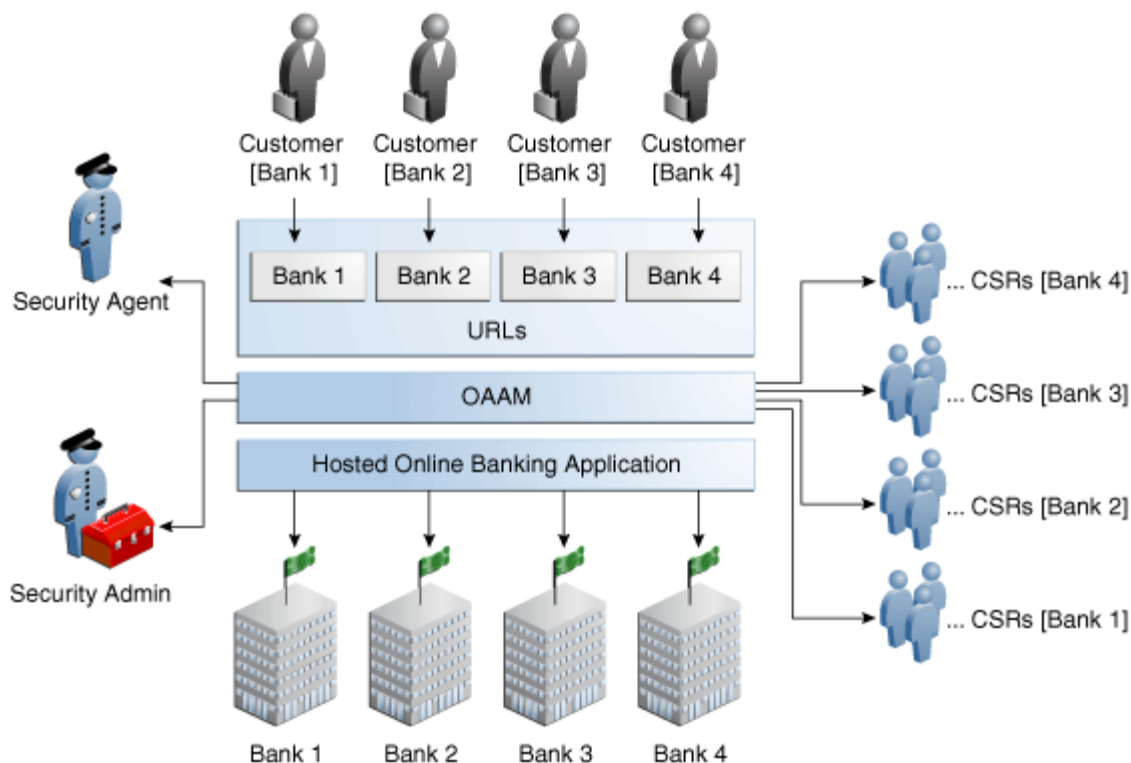 Customer [Bank 1]
Customer [Bank 2]
Customer [Bank 3]
Customer [Bank 4]
Bank 1
Bank 2
Bank 3
Bank 4
URLs
Security Agent
OAAM
Hosted Online Banking Application
Security Admin
... CSRs [Bank 4]
... CSRs [Bank 3]
... CSRs [Bank 2]
... CSRs [Bank 1]
Bank 1
Bank 2
Bank 3
Bank 4